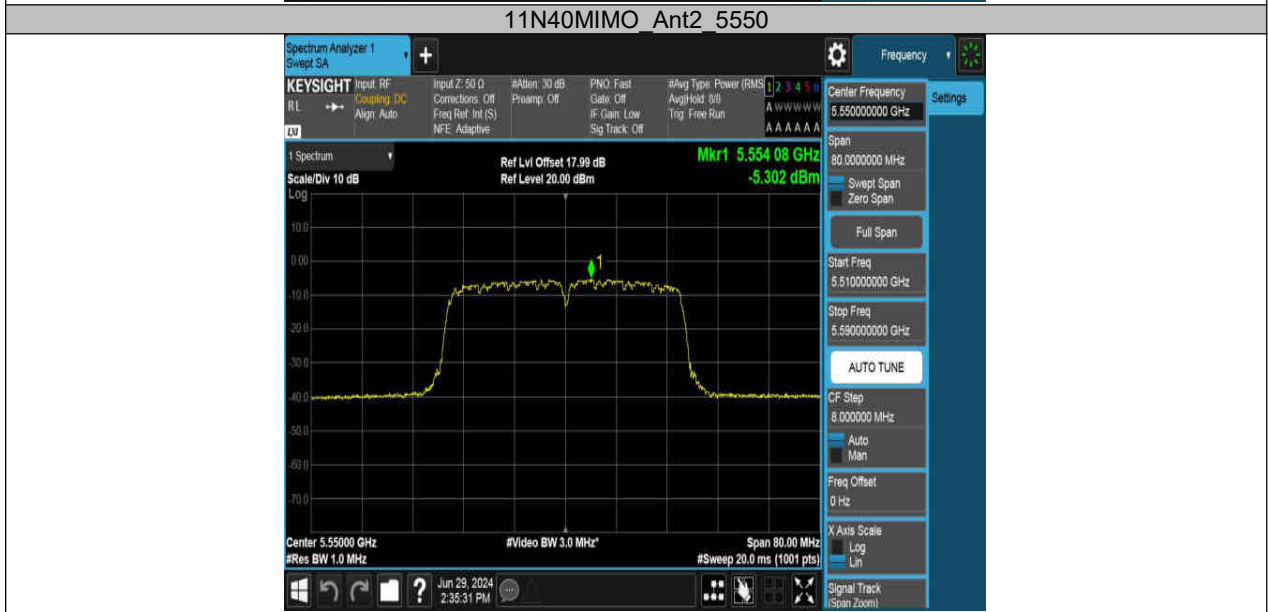 11N40MIMO_Ant2_5550
Spectrum Analyzer 1
Swept SA
+
Frequency
KEYSIGHT
RL
LXI
Input: RF
Coupling: DC
Align: Auto
Input Z: 50 Ω
Corrections: Off
Freq Ref: Int (S)
NFE: Adaptive
#Atten: 30 dB
Preamp: Off
PNO: Fast
Gate: Off
IF Gain: Low
Sig Track: Off
#Avg Type: Power (RMS
Avg|Hold: 8/8
Trig: Free Run
1 2 3 4 5 6
A W W W W W
A A A A A A
1 Spectrum
Scale/Div 10 dB
Log
Ref Lvl Offset 17.99 dB
Ref Level 20.00 dBm
Mkr1 5.554 08 GHz
-5.302 dBm
10.0
0.00
-10.0
-20.0
-30.0
-40.0
-50.0
-60.0
-70.0
1
Center 5.55000 GHz
#Res BW 1.0 MHz
#Video BW 3.0 MHz*
Span 80.00 MHz
#Sweep 20.0 ms (1001 pts)
?
Jun 29, 2024
2:35:31 PM
Center Frequency
5.550000000 GHz
Settings
Span
80.0000000 MHz
Swept Span
Zero Span
Full Span
Start Freq
5.510000000 GHz
Stop Freq
5.590000000 GHz
AUTO TUNE
CF Step
8.000000 MHz
Auto
Man
Freq Offset
0 Hz
X Axis Scale
Log
Lin
Signal Track
(Span Zoom)